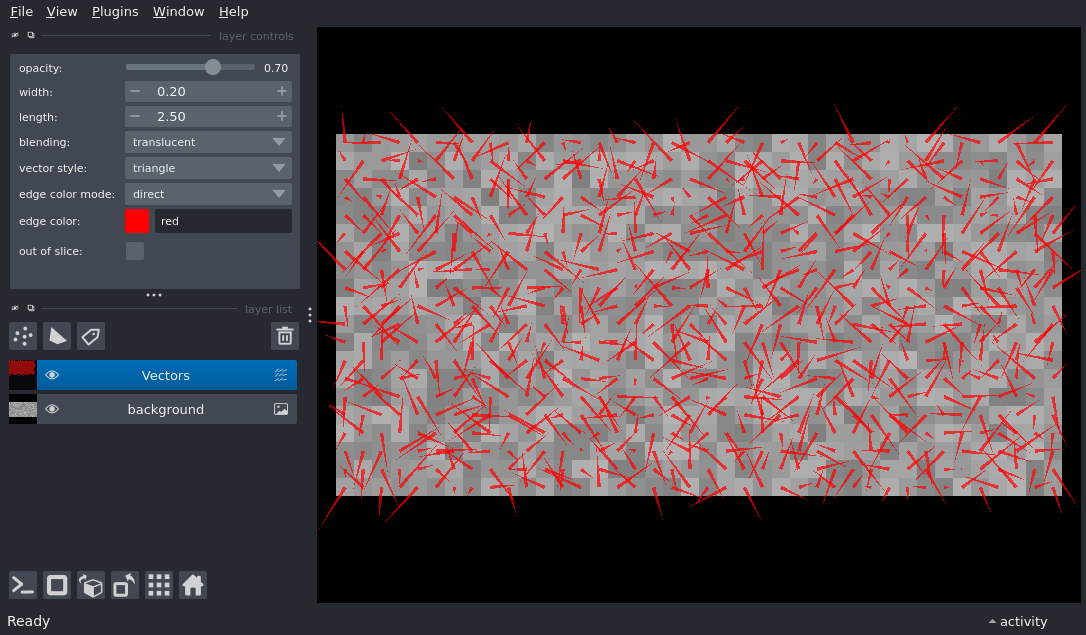 File View Plugins Window Help
layer controls
opacity: 0.70
width: 0.20
length: 2.50
blending: translucent
vector style: triangle
edge color mode: direct
edge color: red
out of slice:
layer list
Vectors
background
Ready
activity